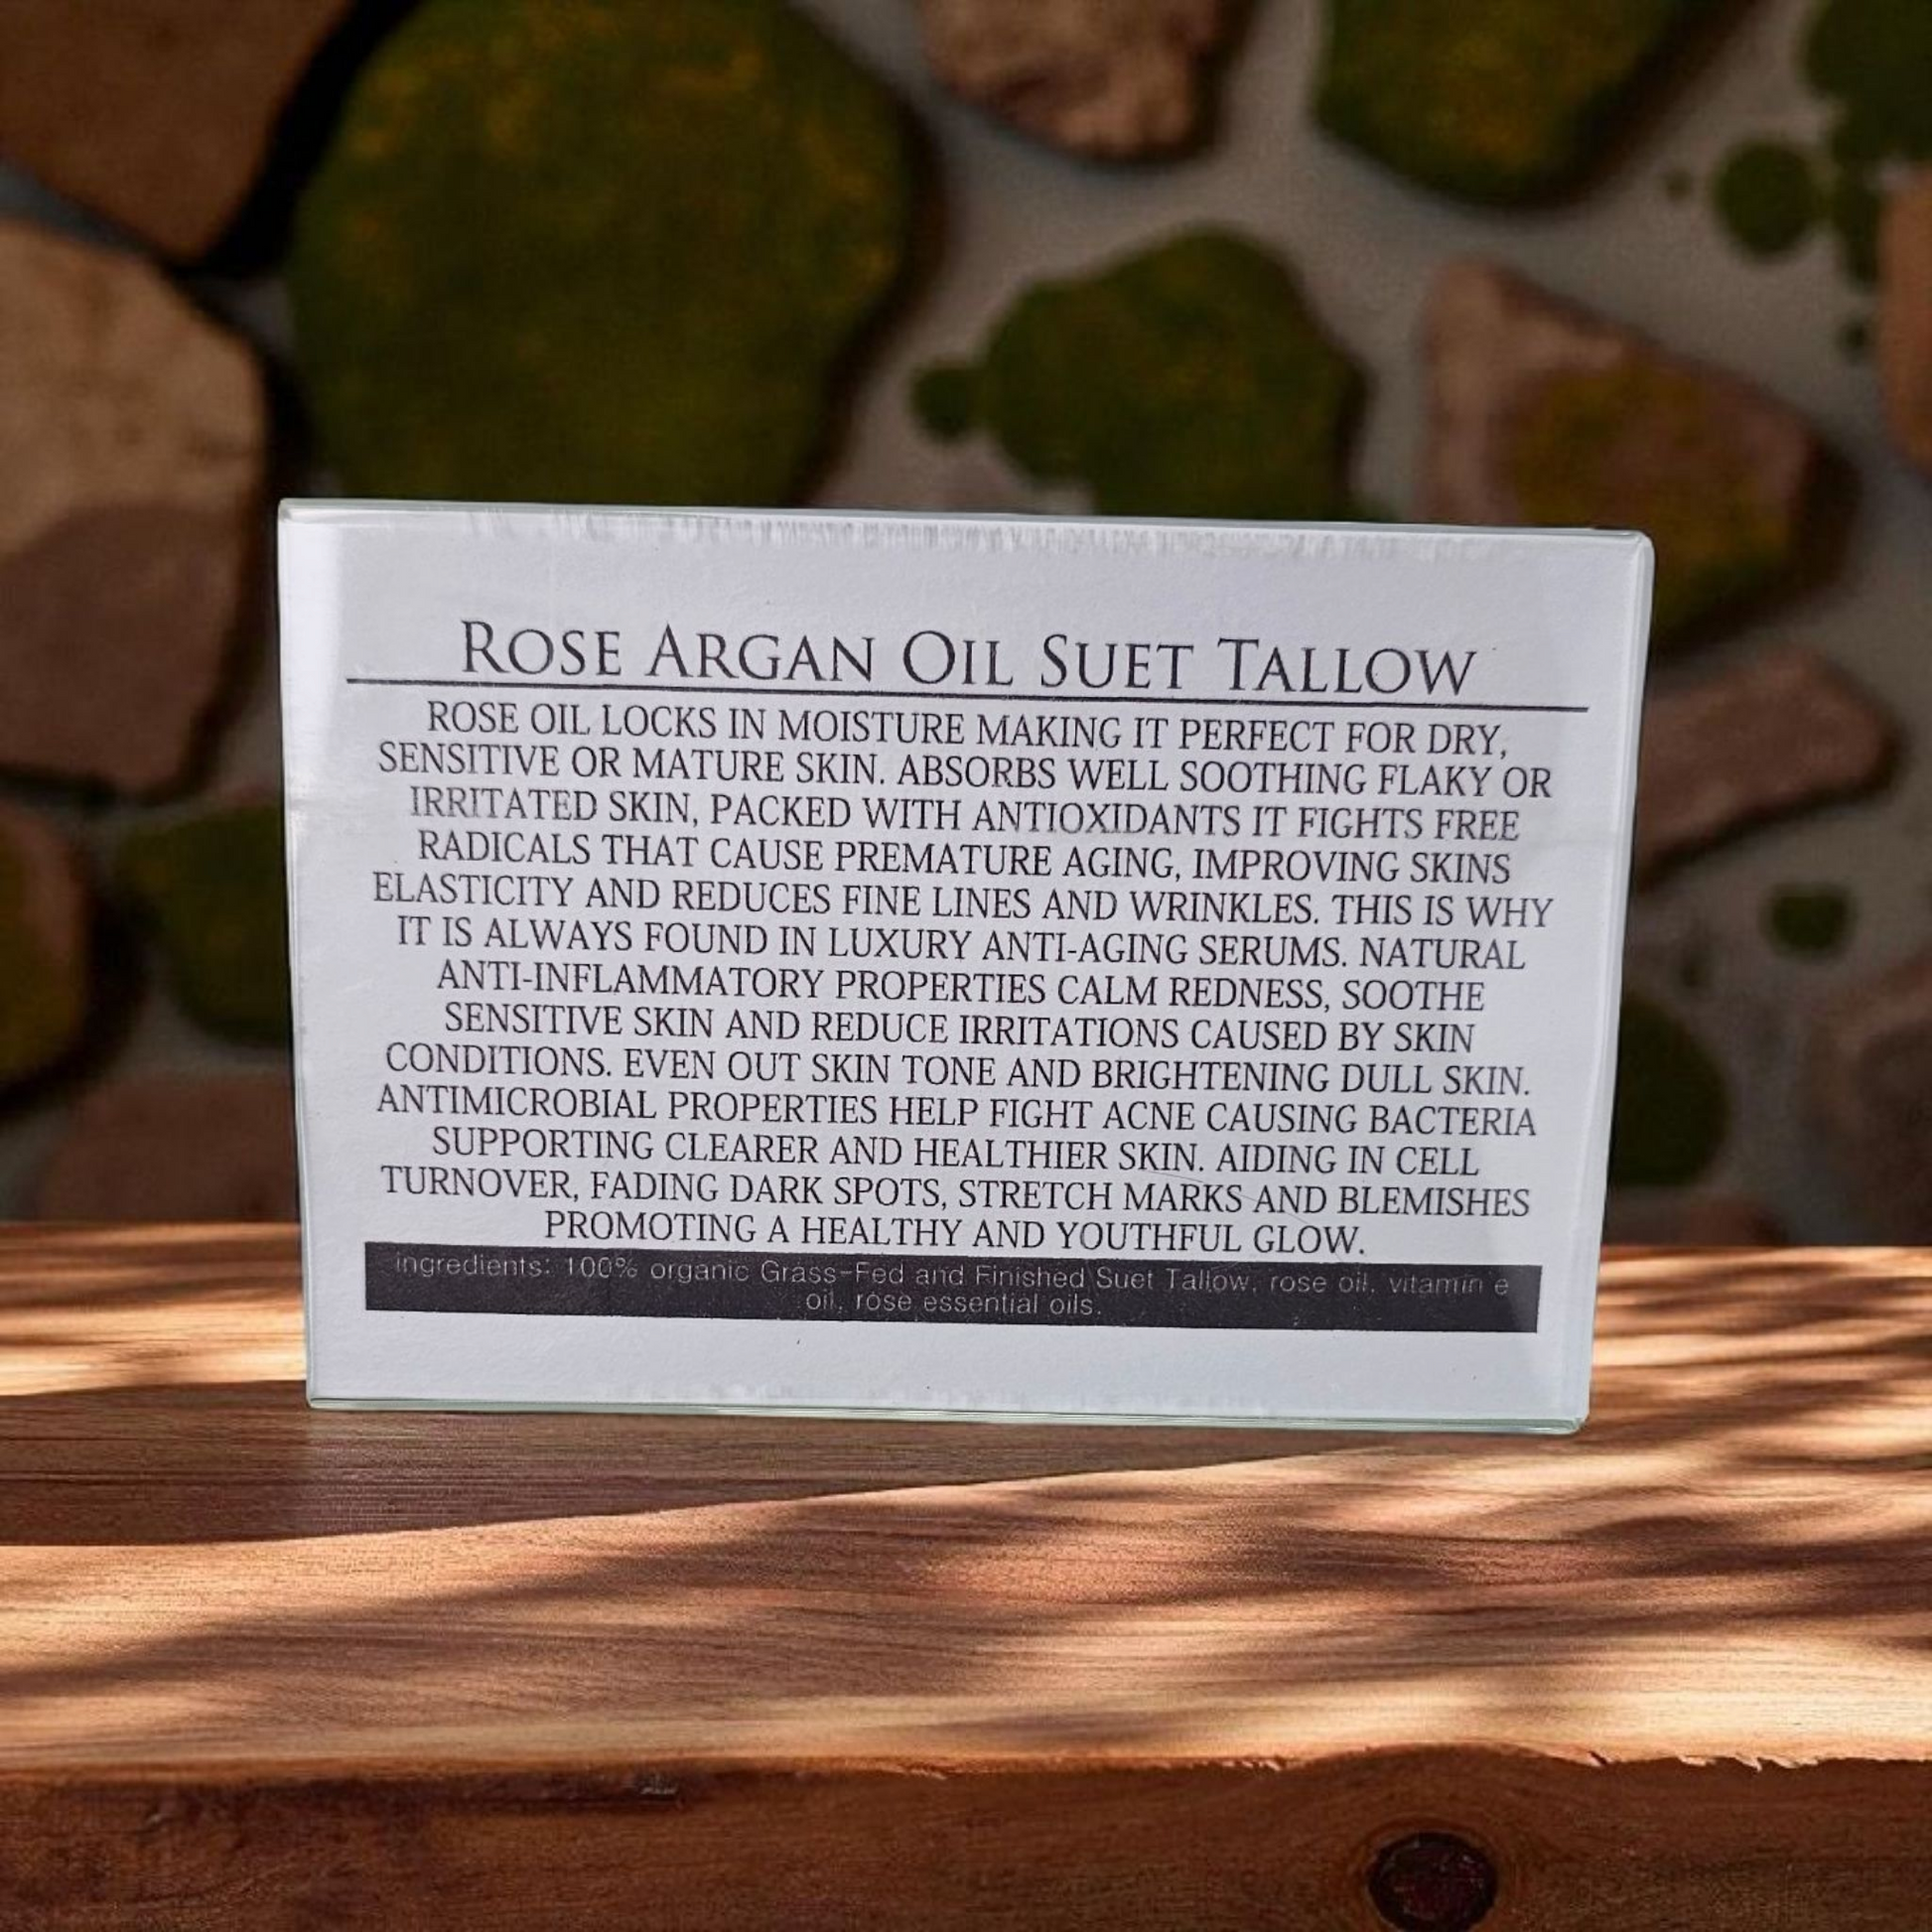 ROSE ARGAN OIL SUET TALLOW
ROSE OIL LOCKS IN MOISTURE MAKING IT PERFECT FOR DRY,
SENSITIVE OR MATURE SKIN. ABSORBS WELL SOOTHING FLAKY OR
IRRITATED SKIN, PACKED WITH ANTIOXIDANTS IT FIGHTS FREE
RADICALS THAT CAUSE PREMATURE AGING, IMPROVING SKINS
ELASTICITY AND REDUCES FINE LINES AND WRINKLES. THIS IS WHY
IT IS ALWAYS FOUND IN LUXURY ANTI-AGING SERUMS. NATURAL
ANTI-INFLAMMATORY PROPERTIES CALM REDNESS, SOOTHE
SENSITIVE SKIN AND REDUCE IRRITATIONS CAUSED BY SKIN
CONDITIONS. EVEN OUT SKIN TONE AND BRIGHTENING DULL SKIN.
ANTIMICROBIAL PROPERTIES HELP FIGHT ACNE CAUSING BACTERIA
SUPPORTING CLEARER AND HEALTHIER SKIN. AIDING IN CELL
TURNOVER, FADING DARK SPOTS, STRETCH MARKS AND BLEMISHES
PROMOTING A HEALTHY AND YOUTHFUL GLOW.
ingredients: 100% organic Grass-Fed and Finished Suet Tallow, rose oil, vitamin e
oil, rose essential oils.